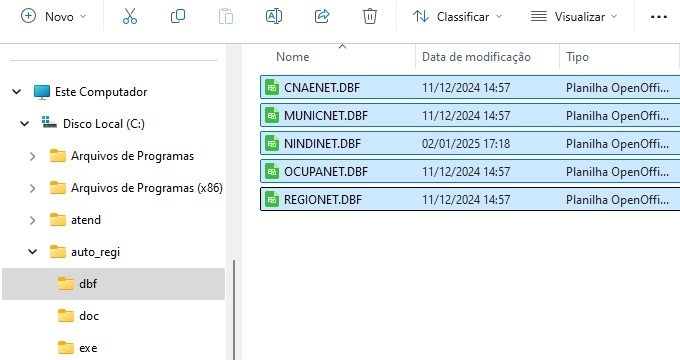 Novo Classificar Visualizar
Nome Data de modificação Tipo
Este Computador
Disco Local (C:)
Arquivos de Programas
Arquivos de Programas (x86)
atend
auto_regi
dbf
doc
exe
CNAENET.DBF 11/12/2024 14:57 Planilha OpenOffi...
MUNICNET.DBF 11/12/2024 14:57 Planilha OpenOffi...
NINDINET.DBF 02/01/2025 17:18 Planilha OpenOffi...
OCUPANET.DBF 11/12/2024 14:57 Planilha OpenOffi...
REGIONET.DBF 11/12/2024 14:57 Planilha OpenOffi...